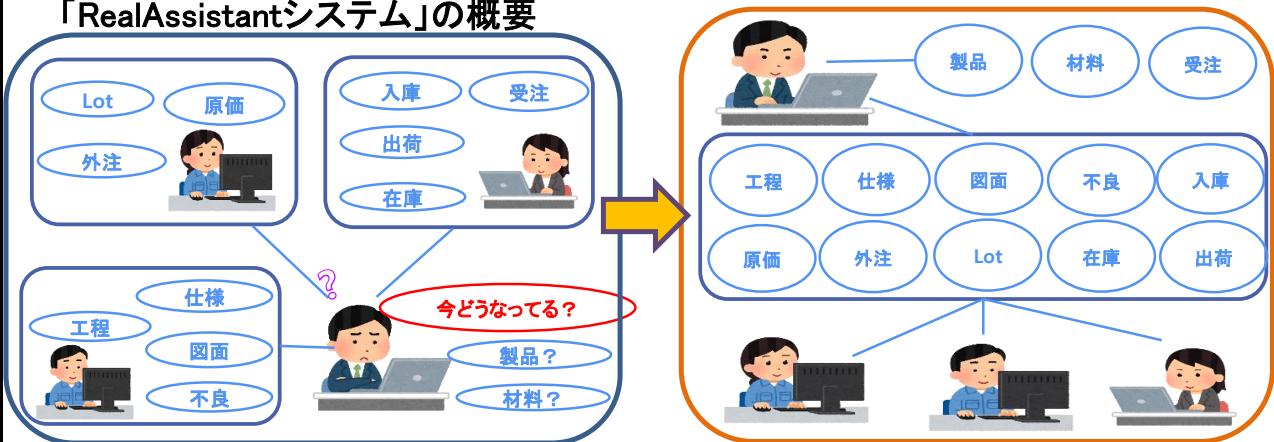 「RealAssistantシステム」の概要
Lot
原価
外注
入庫
受注
出荷
在庫
仕様
工程
図面
不良
?
今どうなってる？
製品？
材料？
製品
材料
受注
工程
仕様
図面
不良
入庫
原価
外注
Lot
在庫
出荷